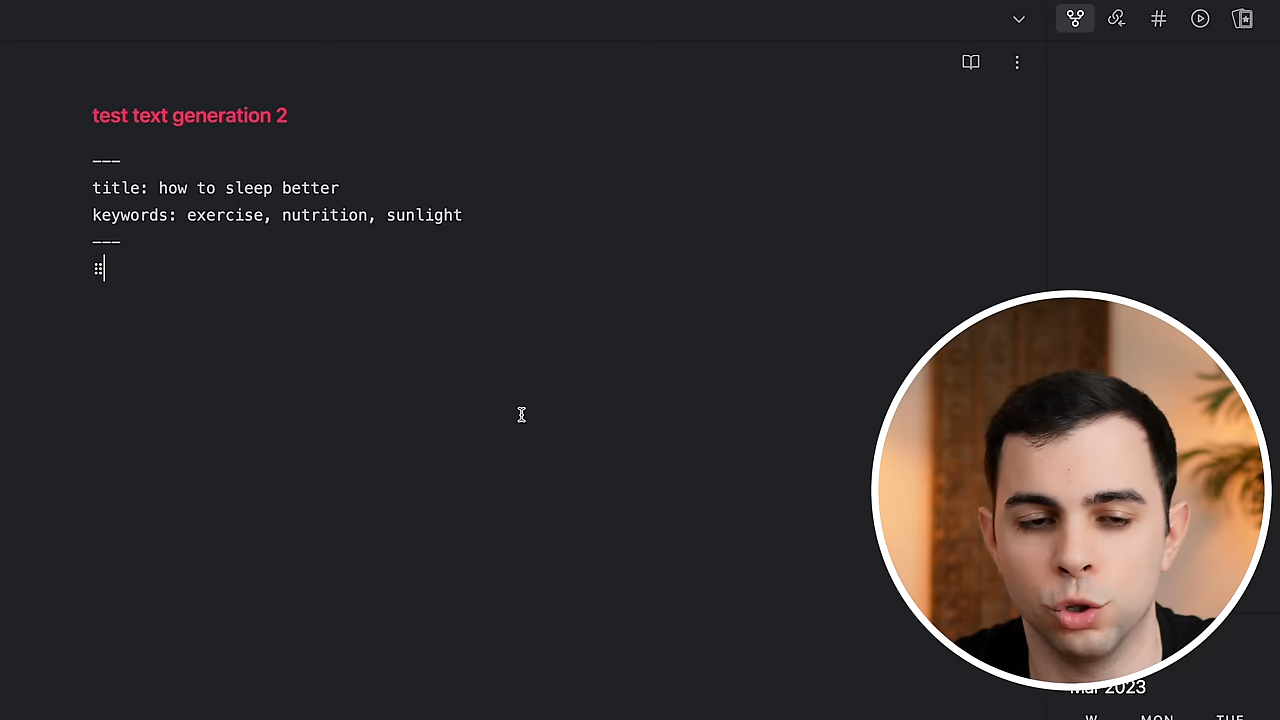 test text generation 2
---
title: how to sleep better
keywords: exercise, nutrition, sunlight
---
Mar 2023
W MON TUE